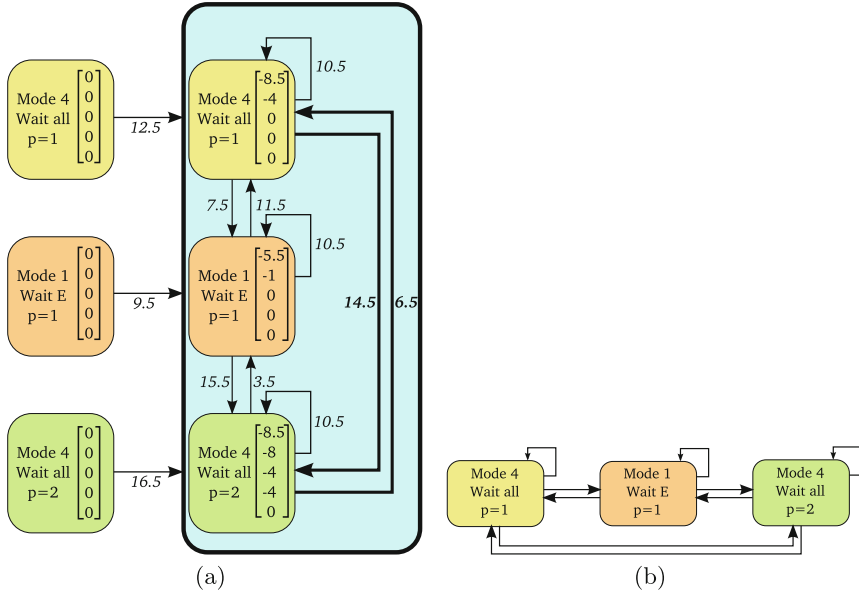 Mode 4
Wait all
p=1
0
0
0
0
0
12.5
Mode 4
Wait all
p=1
-8.5
-4
0
0
0
10.5
7.5
11.5
Mode 1
Wait E
p=1
0
0
0
0
0
9.5
Mode 1
Wait E
p=1
-5.5
-1
0
0
0
10.5
14.5
6.5
15.5
3.5
Mode 4
Wait all
p=2
0
0
0
0
0
16.5
Mode 4
Wait all
p=2
-8.5
-8
-4
-4
0
10.5
(a)
Mode 4
Wait all
p=1
Mode 1
Wait E
p=1
Mode 4
Wait all
p=2
(b)